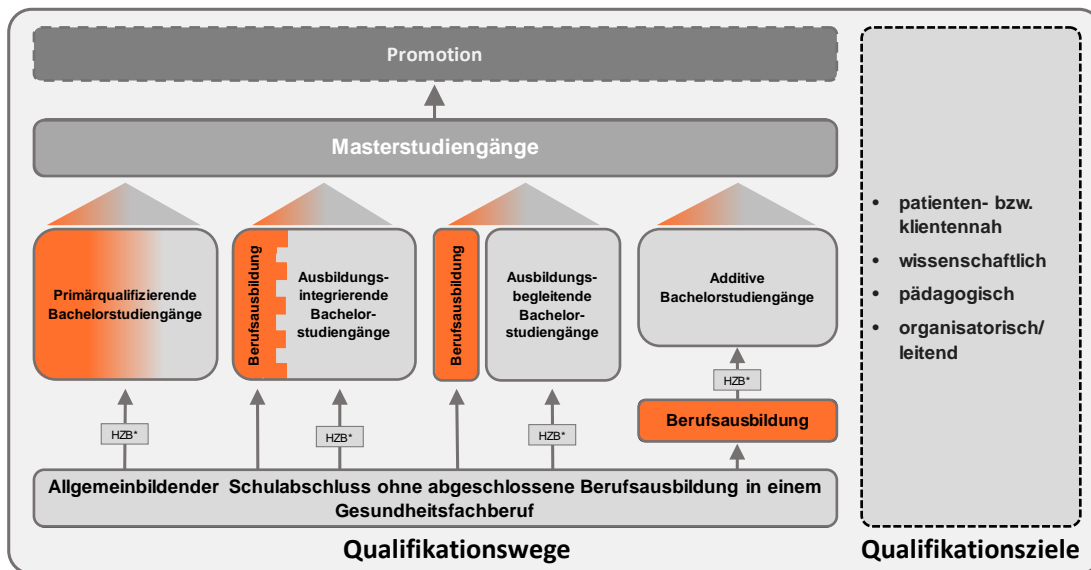 Promotion
Masterstudiengänge
Primärqualifizierende
Bachelorstudiengänge
Berufsausbildung
Ausbildungs-
integrierende
Bachelor-
studiengänge
Berufsausbildung
Ausbildungs-
begleitende
Bachelor-
studiengänge
Additive
Bachelorstudiengänge
HZB*
HZB*
HZB*
HZB*
Berufsausbildung
Allgemeinbildender Schulabschluss ohne abgeschlossene Berufsausbildung in einem
Gesundheitsfachberuf
Qualifikationswege
• patienten- bzw.
klientennah
• wissenschaftlich
• pädagogisch
• organisatorisch/
leitend
Qualifikationsziele